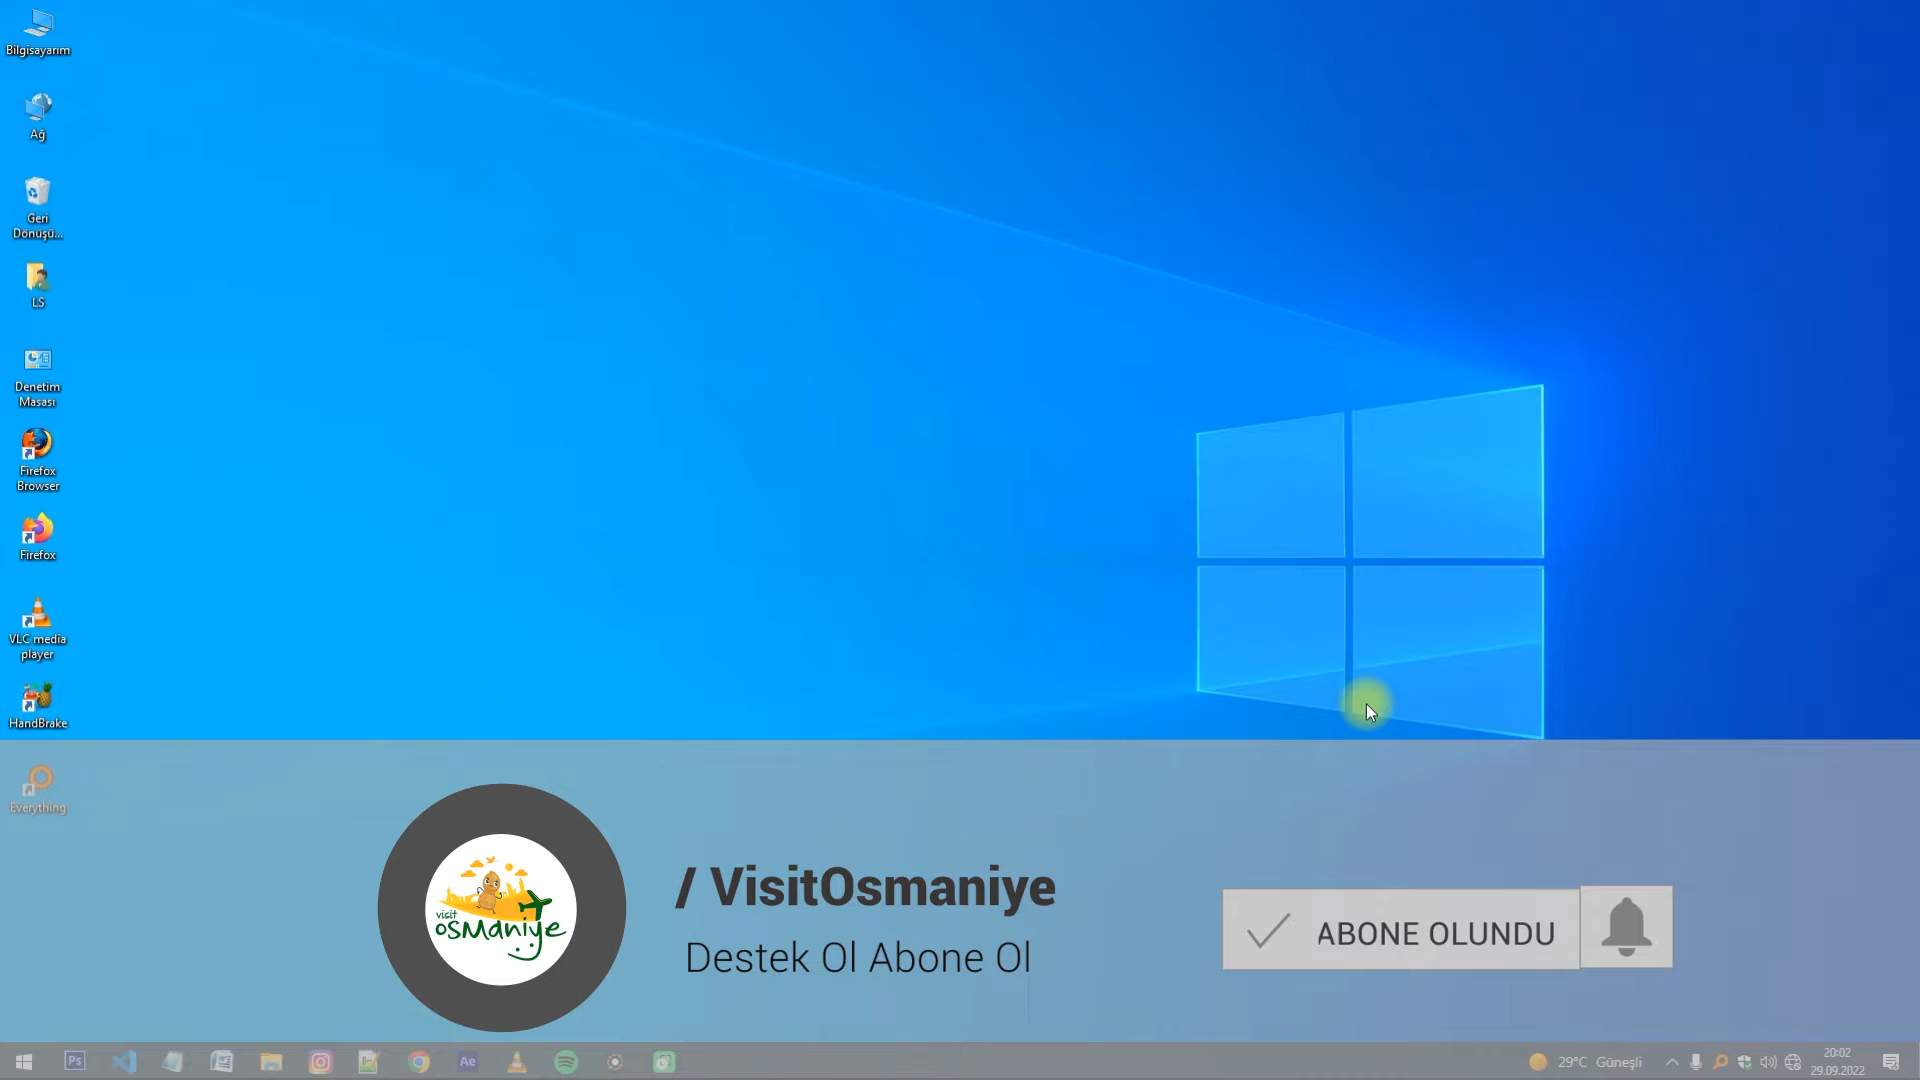 Bilgisayarım
Ağ
Geri
Dönüşü...
LS
Denetim
Masası
Firefox
Browser
Firefox
VLC media
player
HandBrake
Everything
visit
osmaniye
/ VisitOsmaniye
Destek Ol Abone Ol
ABONE OLUNDU
Ps
Ae
29°C Güneşli
20:02
29.09.2022